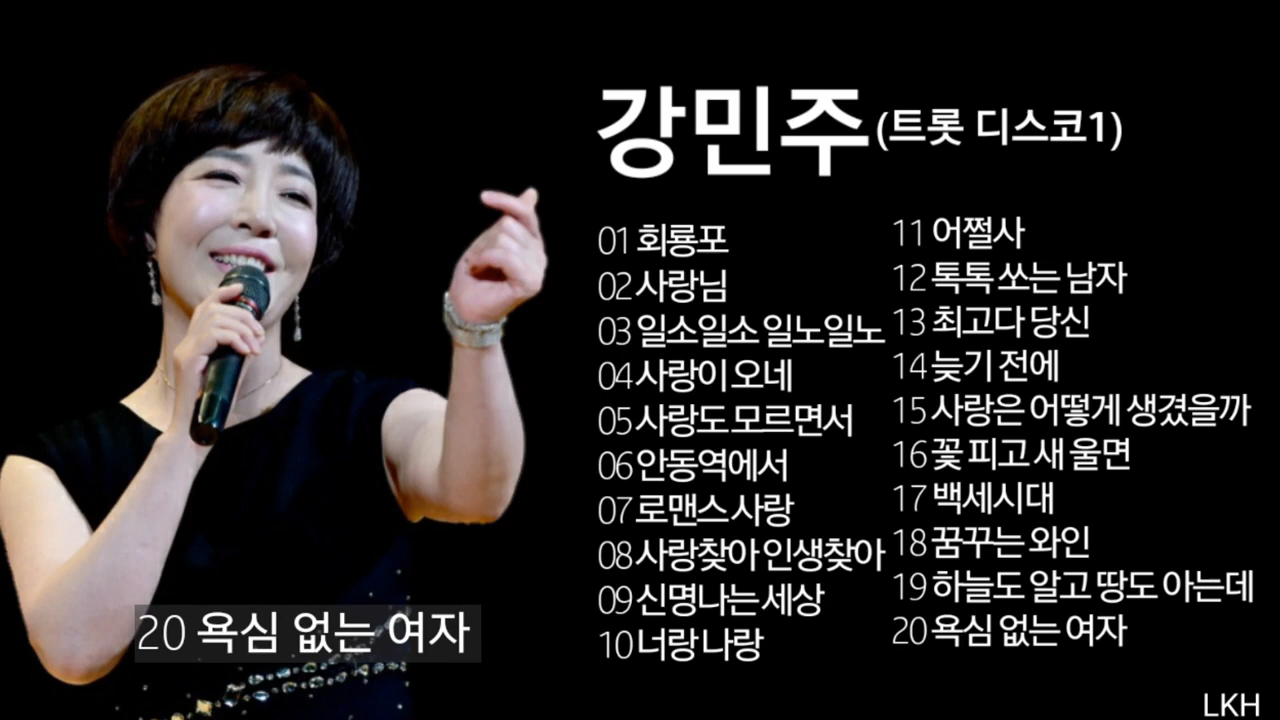 강민주 (트롯 디스코1)
01 회룡포
02 사랑님
03 일소일소 일노일노
04 사랑이 오네
05 사랑도 모르면서
06 안동역에서
07 로맨스 사랑
08 사랑찾아 인생찾아
09 신명나는 세상
10 너랑 나랑
11 어쩔사
12 톡톡 쏘는 남자
13 최고다 당신
14 늦기 전에
15 사랑은 어떻게 생겼을까
16 꽃 피고 새 울면
17 백세시대
18 꿈꾸는 와인
19 하늘도 알고 땅도 아는데
20 욕심 없는 여자
20 욕심 없는 여자
LKH